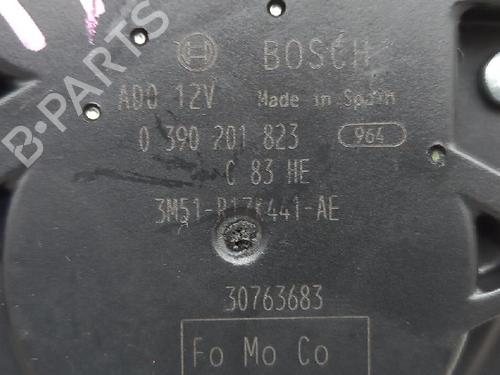 BOSCH
AD0 12V Made in Spain
0 390 201 823 964
C 83 HE
3M51-R17K441-AE
30763683
Fo Mo Co
B-PARTS